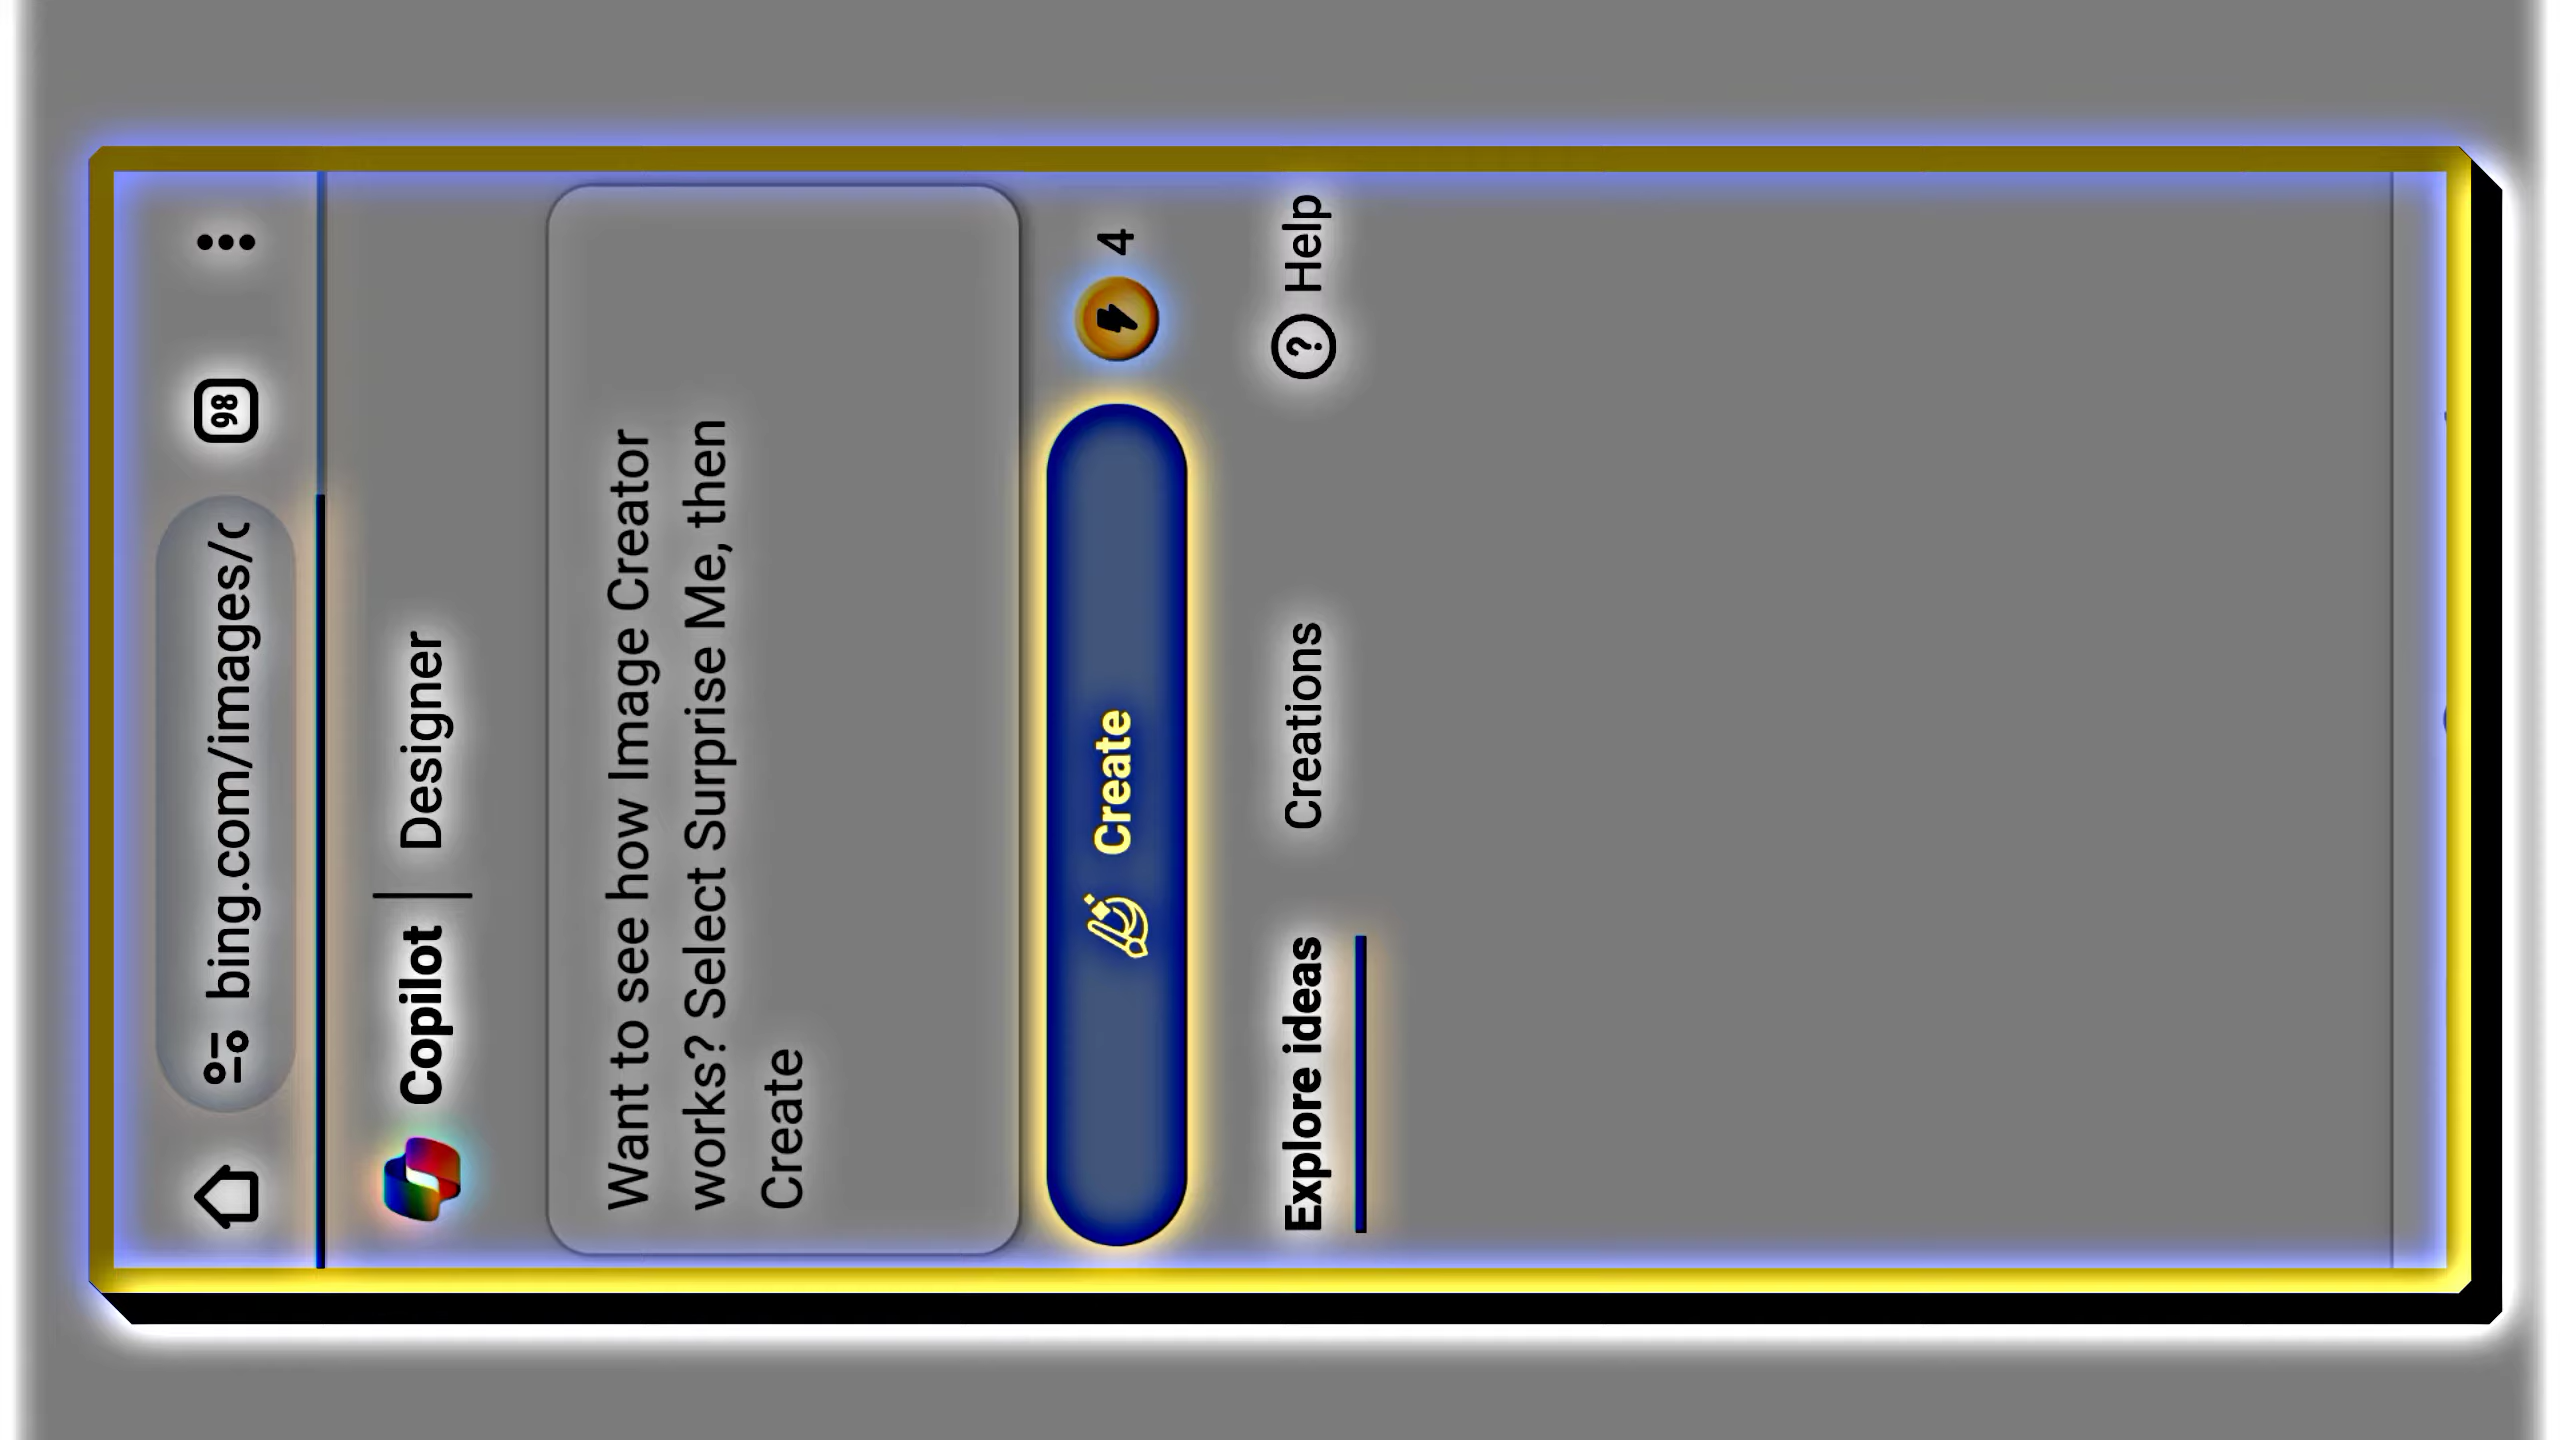 bing.com/images/c
98
Copilot | Designer
Want to see how Image Creator
works? Select Surprise Me, then
Create
Create
4
Explore ideas
Creations
Help